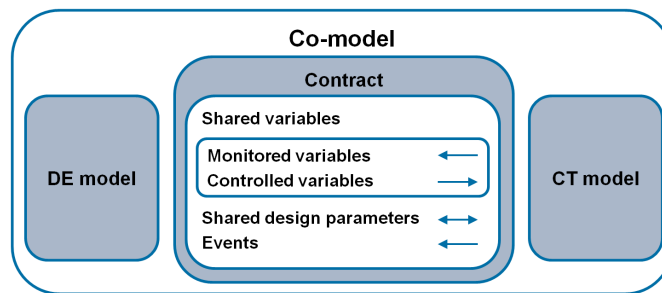 Co-model
Contract
Shared variables
Monitored variables
Controlled variables
Shared design parameters
Events
DE model
CT model